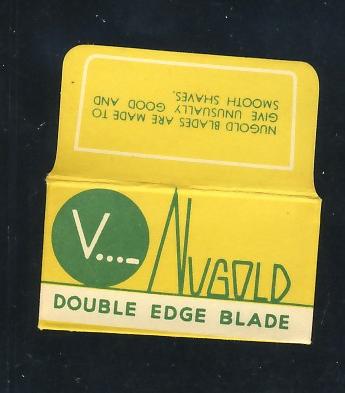 NUGOLD BLADES ARE MADE TO
GIVE UNUSUALLY GOOD AND
SMOOTH SHAVES.
V...-
NUGOLD
DOUBLE EDGE BLADE